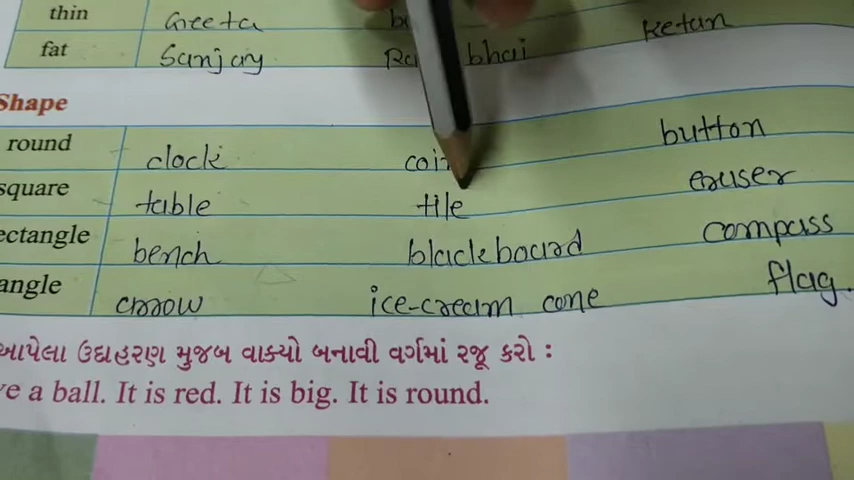 thin Geeta Ketan
fat Sanjay bhai
Shape
round clock button
square table tile eraser
ectangle bench blackboard compass
angle arrow ice-cream cone flag.
આપેલા ઉદાહરણ મુજબ વાક્યો બનાવી વર્ગમાં રજૂ કરો :
ve a ball. It is red. It is big. It is round.